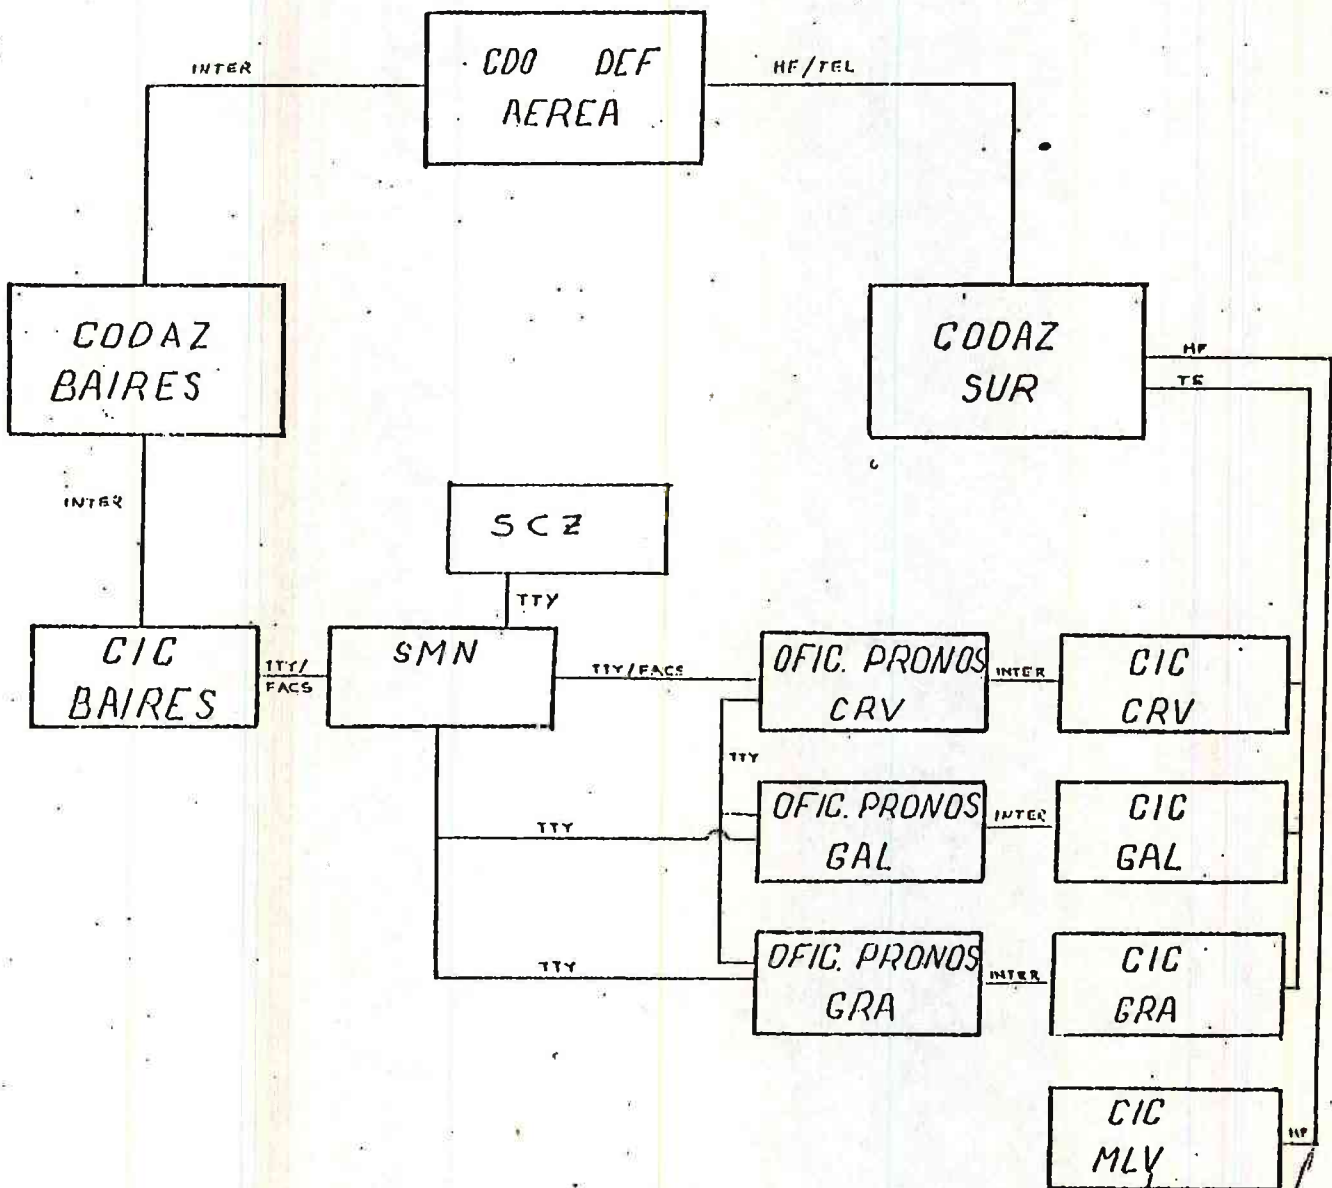 CDO DEF
AEREA
INTER
HF/TEL
CODAZ
BAIRES
CODAZ
SUR
HF
TE
INTER
SCZ
TTY
CIC
BAIRES
TTY/
FACS
SMN
TTY/FACS
OFIC. PRONOS
CRV
INTER
CIC
CRV
TTY
TTY
OFIC. PRONOS
GAL
INTER
CIC
GAL
TTY
OFIC. PRONOS
GRA
INTER
CIC
GRA
CIC
MLV
HF